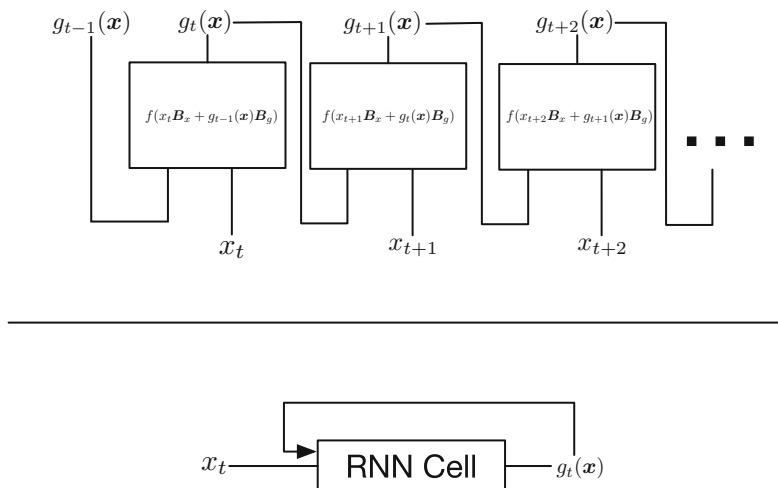 g_{t−1}(x) g_t(x) g_{t+1}(x) g_{t+2}(x)
f(x_t B_x + g_{t−1}(x)B_g) f(x_{t+1} B_x + g_t(x)B_g) f(x_{t+2} B_x + g_{t+1}(x)B_g)
x_t x_{t+1} x_{t+2}
x_t RNN Cell g_t(x)